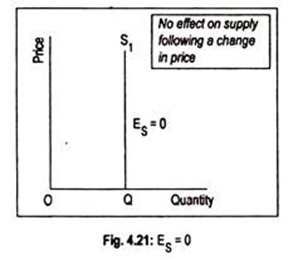 No effect on supply
following a change
in price
Price
S1
ES = 0
O
Q
Quantity
Fig. 4.21: ES = 0